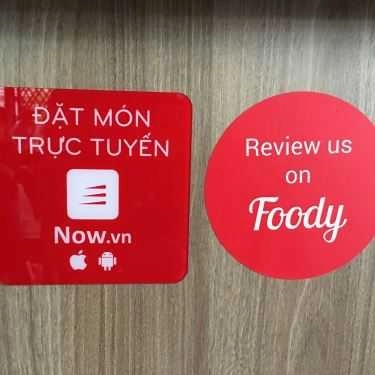 ĐẶT MÓN
TRỰC TUYẾN
Now.vn
Review us
on
Foody